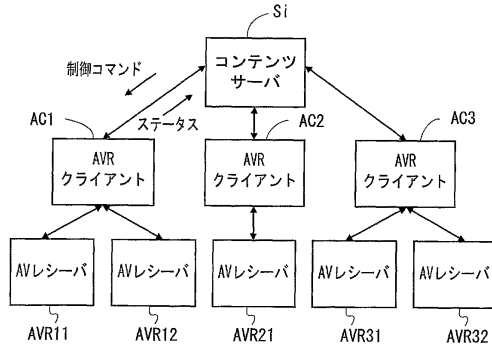 Si
コンテンツ
サーバ
制御コマンド
ステータス
AC1
AC2
AC3
AVR
クライアント
AVR
クライアント
AVR
クライアント
AVレシーバ
AVレシーバ
AVレシーバ
AVレシーバ
AVレシーバ
AVR11
AVR12
AVR21
AVR31
AVR32